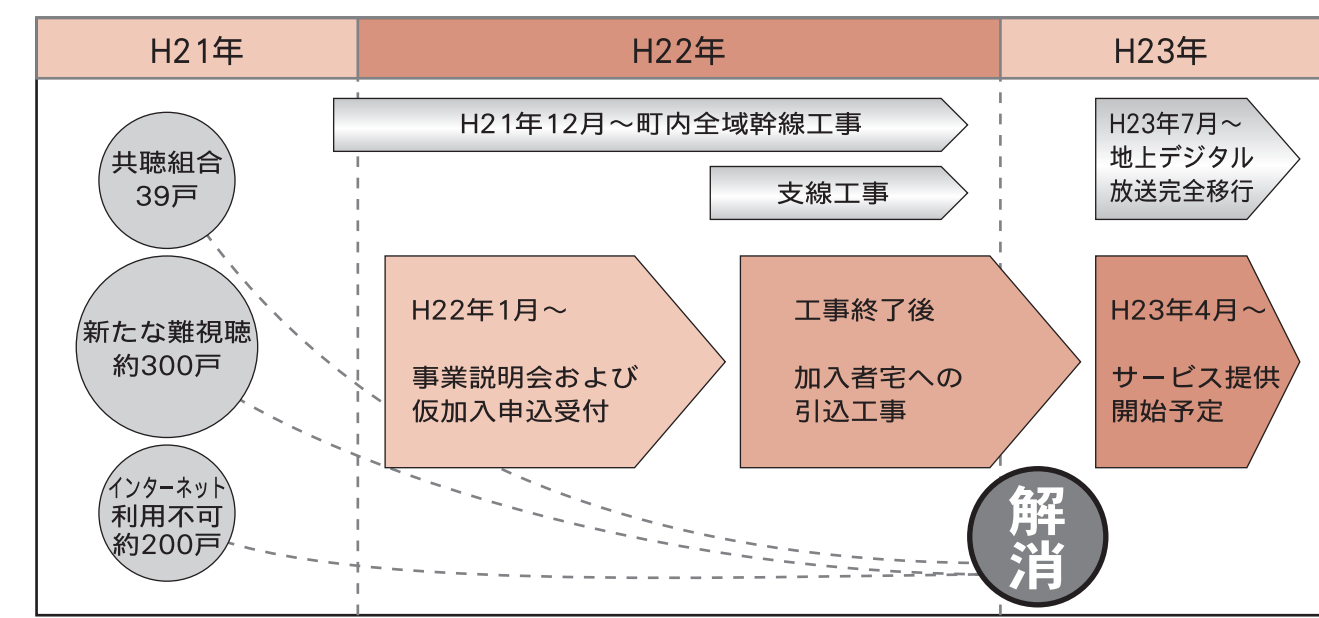 H21年
H22年
H23年
共聴組合
39戸
新たな難視聴
約300戸
インターネット
利用不可
約200戸
H21年12月～町内全域幹線工事
支線工事
H22年1月～
事業説明会および
仮加入申込受付
工事終了後
加入者宅への
引込工事
H23年7月～
地上デジタル
放送完全移行
H23年4月～
サービス提供
開始予定
解
消